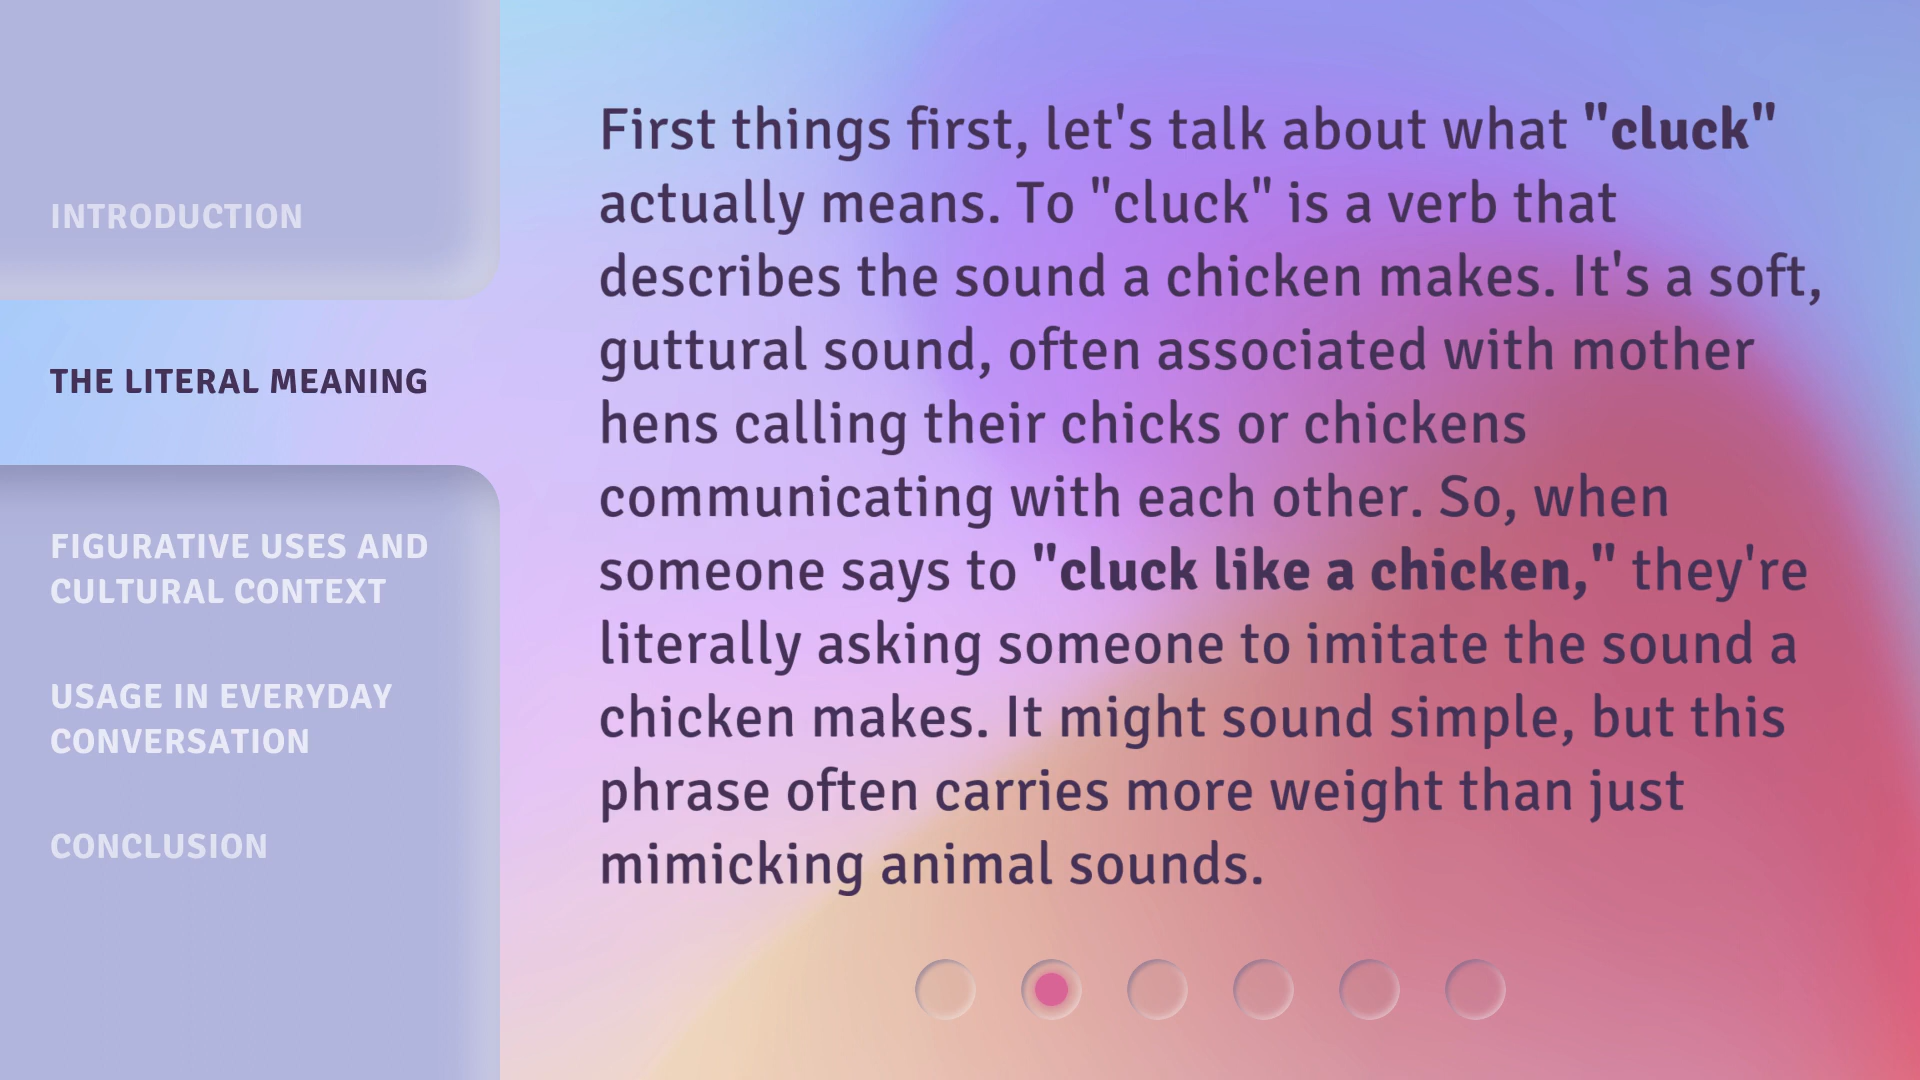 INTRODUCTION
THE LITERAL MEANING
FIGURATIVE USES AND
CULTURAL CONTEXT
USAGE IN EVERYDAY
CONVERSATION
CONCLUSION
First things first, let's talk about what "cluck"
actually means. To "cluck" is a verb that
describes the sound a chicken makes. It's a soft,
guttural sound, often associated with mother
hens calling their chicks or chickens
communicating with each other. So, when
someone says to "cluck like a chicken," they're
literally asking someone to imitate the sound a
chicken makes. It might sound simple, but this
phrase often carries more weight than just
mimicking animal sounds.